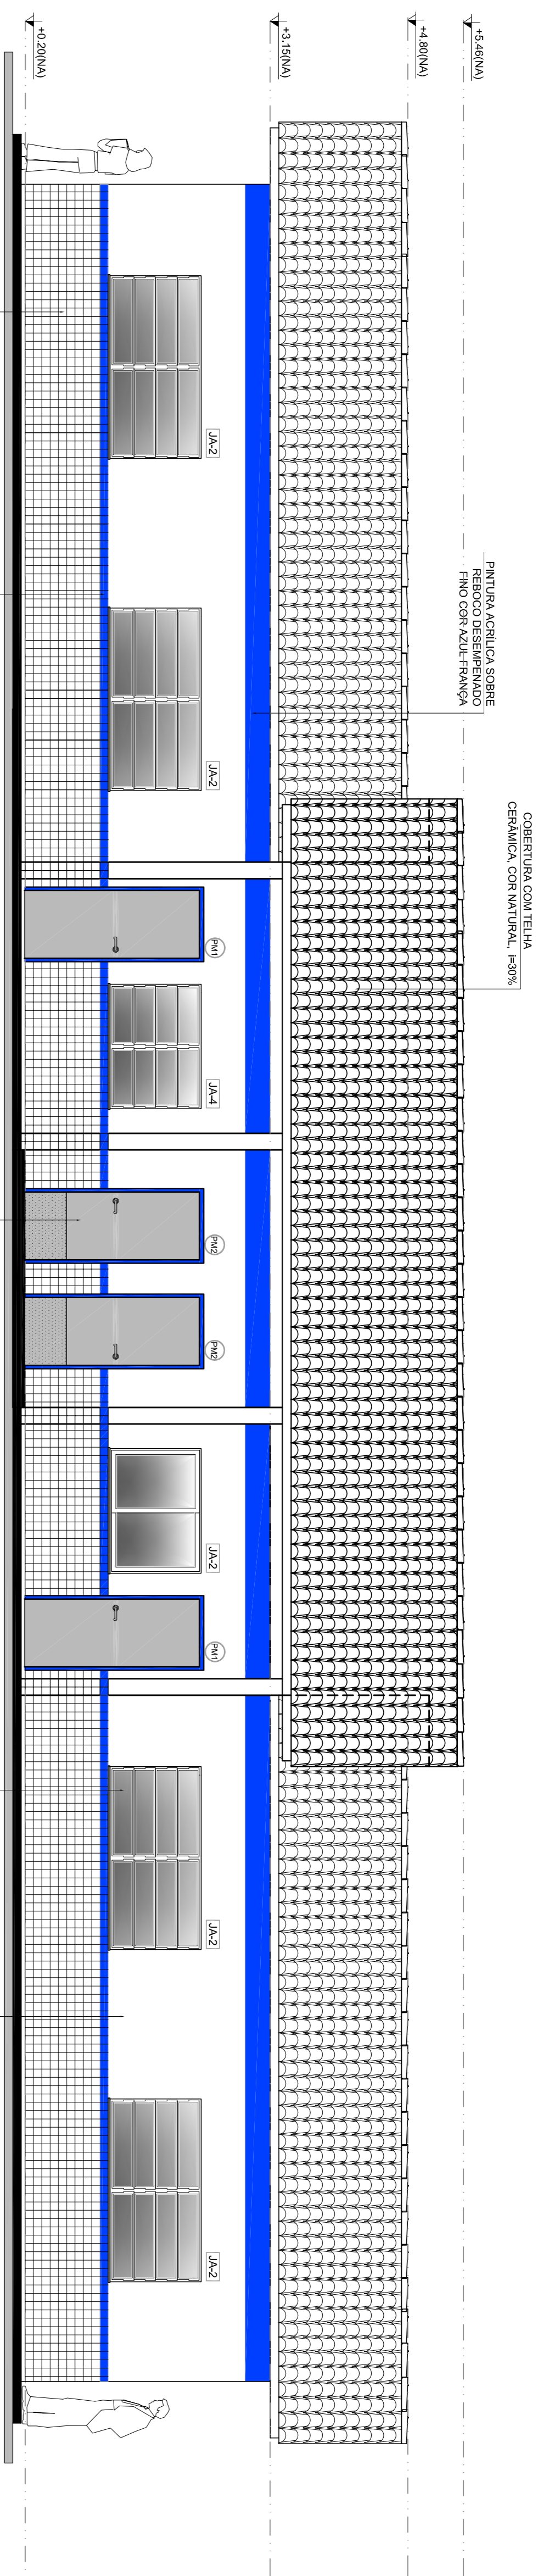 +5.46(NA)
+4.80(NA)
+3.15(NA)
+0.20(NA)
COBERTURA COM TELHA
CERÂMICA, COR NATURAL, i=30%
PINTURA ACRÍLICA SOBRE
REBOCO DESEMPENADO
FINO COR AZUL FRANÇA
JA-2
JA-2
PM1
JA-4
PM2
PM2
JA-2
PM1
JA-2
JA-2